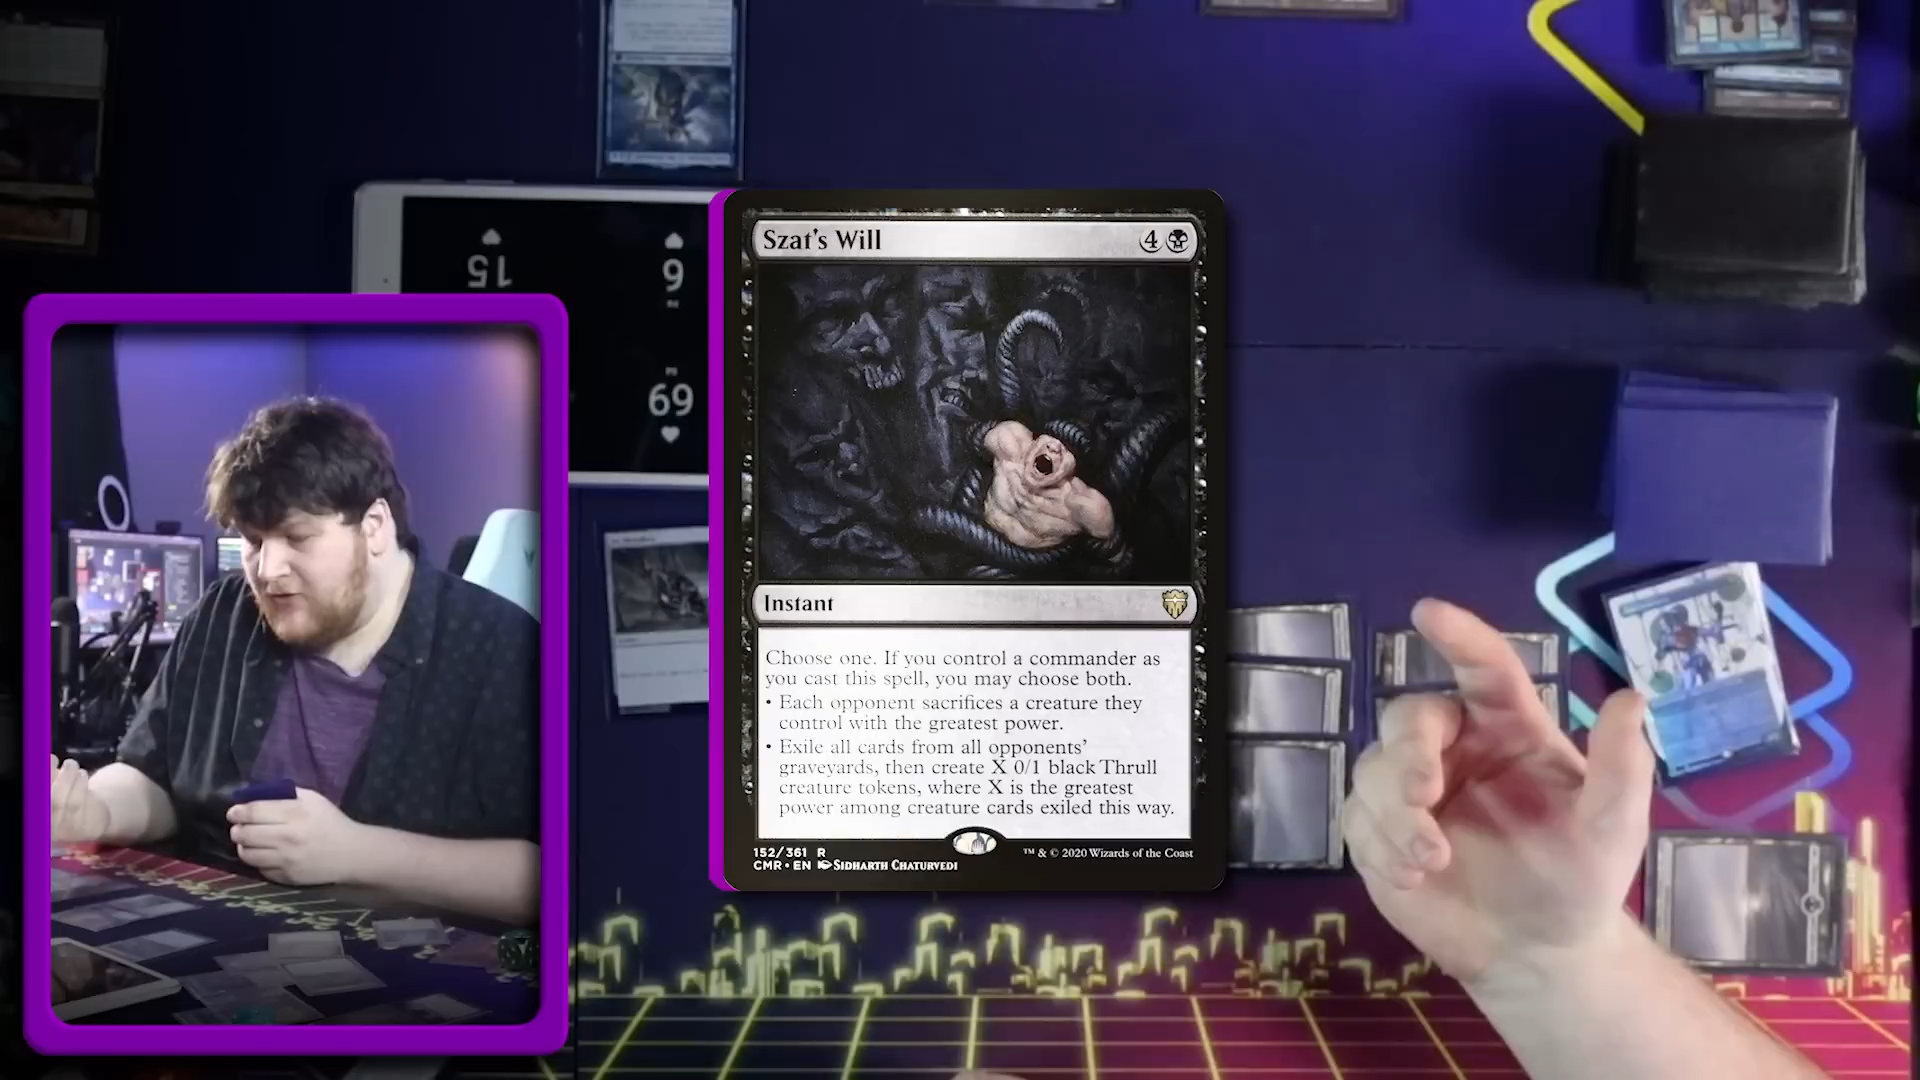 15
6
69
Szat's Will
4
Instant
Choose one. If you control a commander as
you cast this spell, you may choose both.
• Each opponent sacrifices a creature they
control with the greatest power.
• Exile all cards from all opponents'
graveyards, then create X 0/1 black Thrull
creature tokens, where X is the greatest
power among creature cards exiled this way.
152/361 R
CMR • EN Sidharth Chaturvedi
™ & © 2020 Wizards of the Coast